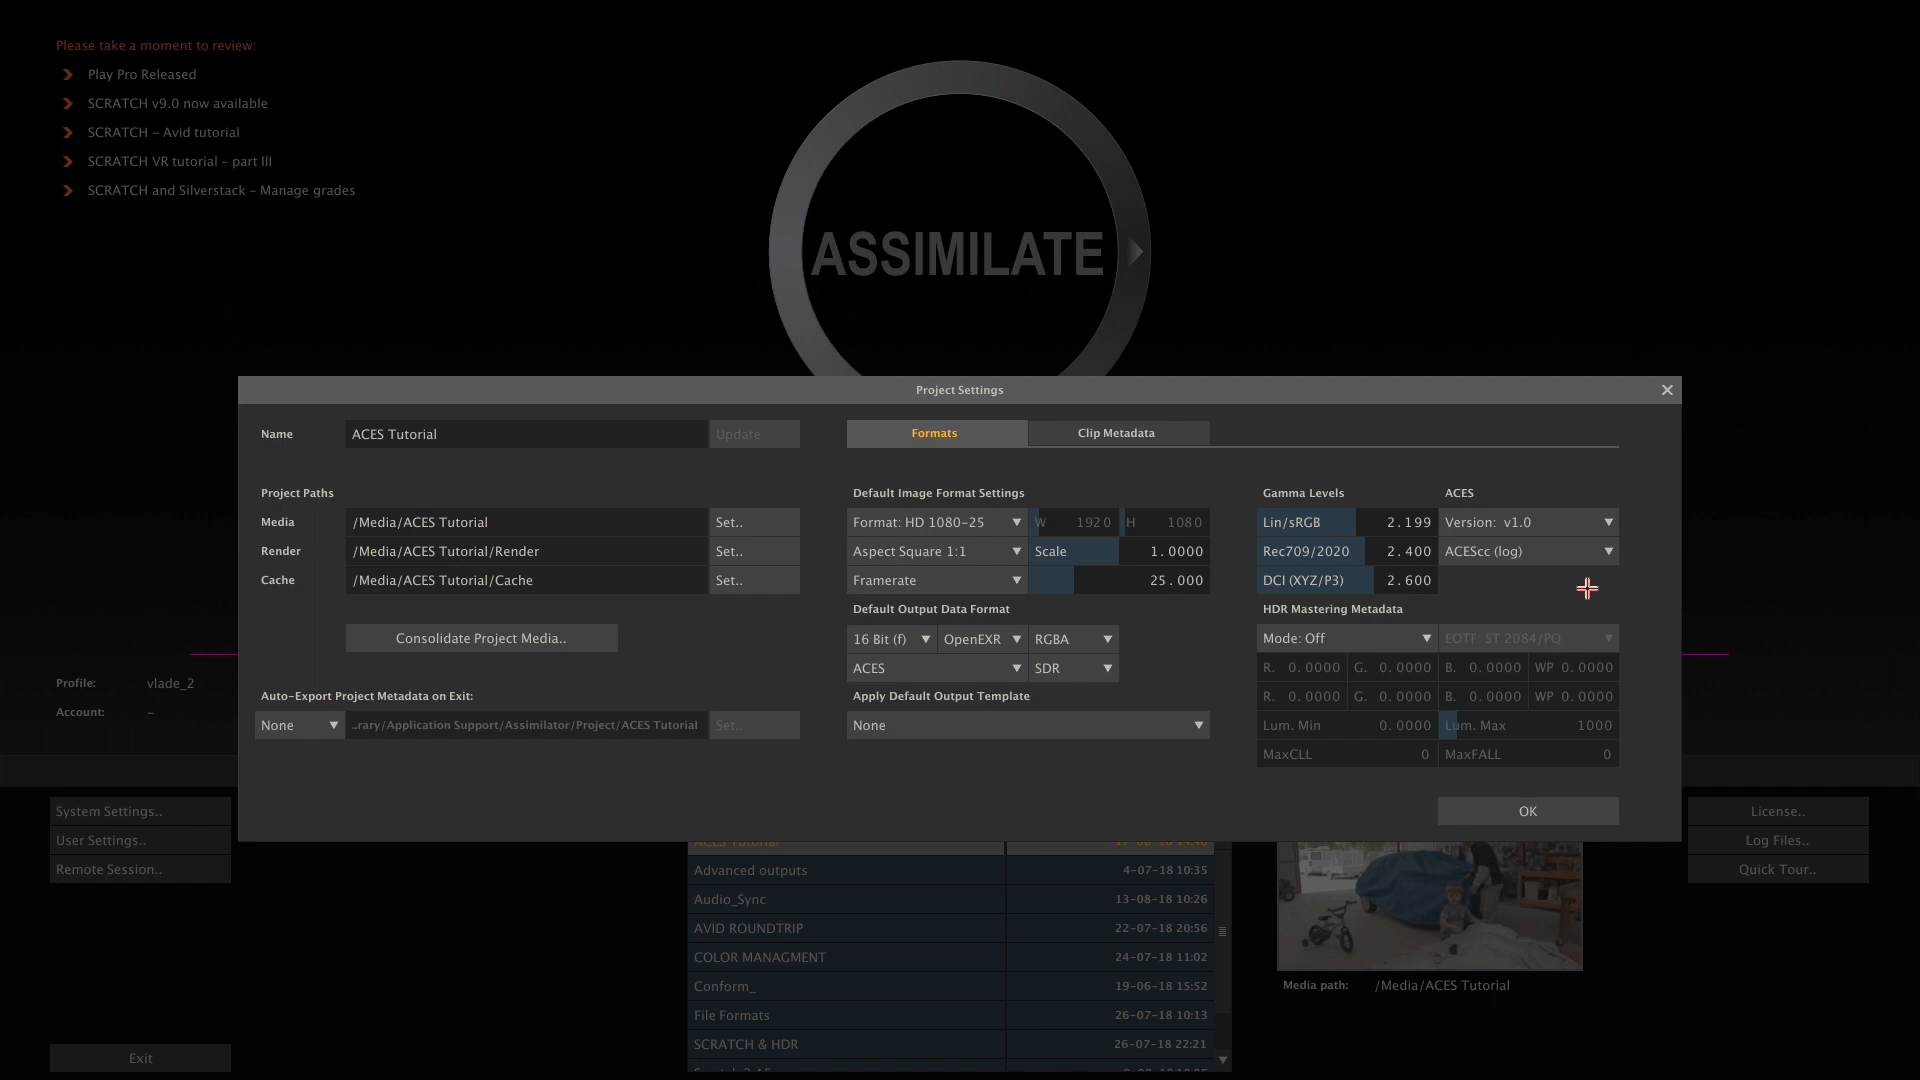 Please take a moment to review:
Play Pro Released
SCRATCH v9.0 now available
SCRATCH - Avid tutorial
SCRATCH VR tutorial - part III
SCRATCH and Silverstack - Manage grades
ASSIMILATE
Project Settings
Name ACES Tutorial Update
Formats Clip Metadata
Project Paths
Media /Media/ACES Tutorial Set..
Render /Media/ACES Tutorial/Render Set..
Cache /Media/ACES Tutorial/Cache Set..
Consolidate Project Media..
Auto-Export Project Metadata on Exit:
None ..rary/Application Support/Assimilator/Project/ACES Tutorial Set..
Default Image Format Settings
Format: HD 1080-25 W 1920 H 1080
Aspect Square 1:1 Scale 1.0000
Framerate 25.000
Default Output Data Format
16 Bit (f) OpenEXR RGBA
ACES SDR
Apply Default Output Template
None
Gamma Levels ACES
Lin/sRGB 2.199 Version: v1.0
Rec709/2020 2.400 ACEScc (log)
DCI (XYZ/P3) 2.600
HDR Mastering Metadata
Mode: Off EOTF: ST 2084/PQ
R. 0.0000 G. 0.0000 B. 0.0000 WP 0.0000
R. 0.0000 G. 0.0000 B. 0.0000 WP 0.0000
Lum. Min 0.0000 Lum. Max 1000
MaxCLL 0 MaxFALL 0
OK
Profile: vlade_2
Account: -
System Settings..
User Settings..
Remote Session..
Exit
ACES Tutorial
Advanced outputs 4-07-18 10:35
Audio_Sync 13-08-18 10:26
AVID ROUNDTRIP 22-07-18 20:56
COLOR MANAGMENT 24-07-18 11:02
Conform_ 19-06-18 15:52
File Formats 26-07-18 10:13
SCRATCH & HDR 26-07-18 22:21
Media path: /Media/ACES Tutorial
License..
Log Files..
Quick Tour..